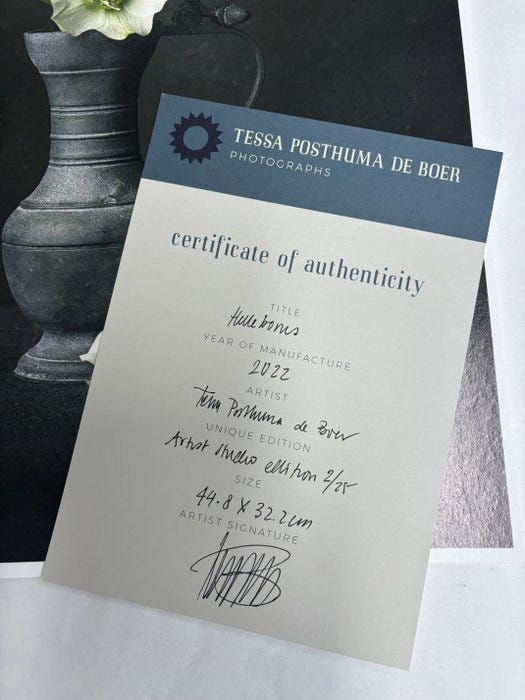 TESSA POSTHUMA DE BOER
PHOTOGRAPHS
certificate of authenticity
TITLE
Helleborus
YEAR OF MANUFACTURE
2022
ARTIST
Tessa Posthuma de Boer
UNIQUE EDITION
Artist studio edition 2/25
SIZE
44.8 X 32.2 cm
ARTIST SIGNATURE